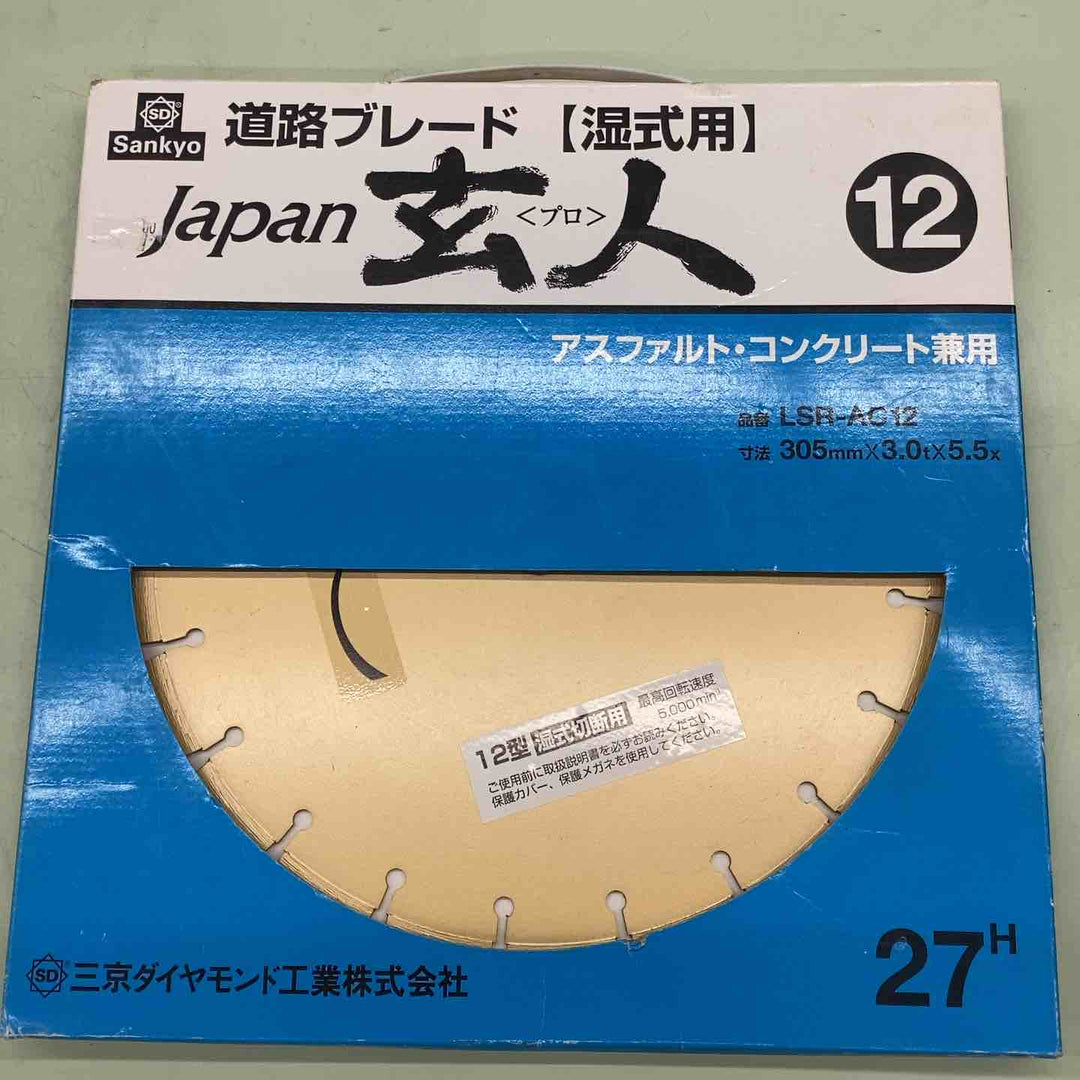 SD®
Sankyo
道路ブレード【湿式用】
Japan 玄人
<プロ>
12
アスファルト・コンクリート兼用
品番 LSR-AC12
寸法 305mm×3.0t×5.5x
12型 湿式切断用 最高回転速度 5,000min⁻¹
ご使用前に取扱説明書を必ずお読みください。
保護カバー、保護メガネを使用してください。
SD® 三京ダイヤモンド工業株式会社
27H